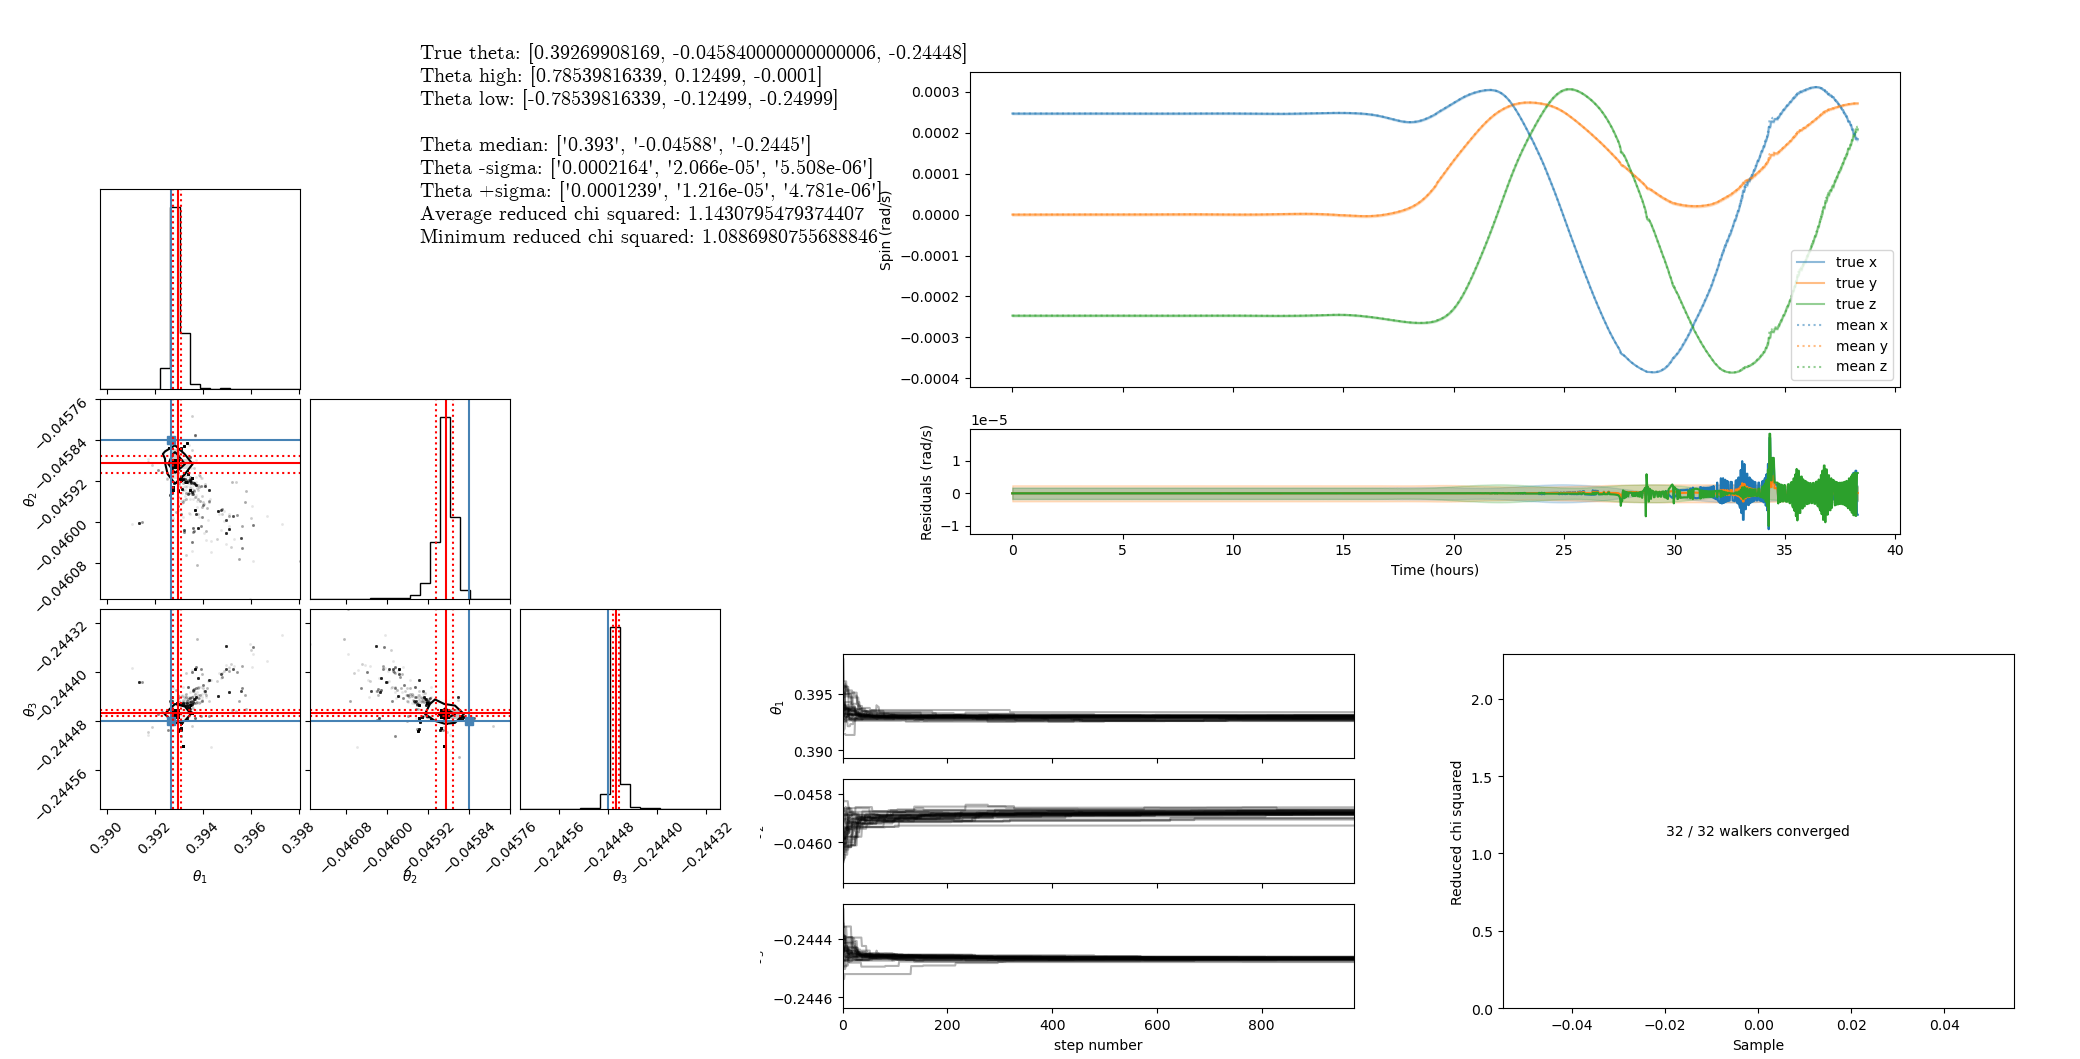 True theta: [0.39269908169, -0.045840000000000006, -0.24448]
Theta high: [0.78539816339, 0.12499, -0.0001]
Theta low: [-0.78539816339, -0.12499, -0.24999]
Theta median: ['0.393', '-0.04588', '-0.2445']
Theta -sigma: ['0.0002164', '2.066e-05', '5.508e-06']
Theta +sigma: ['0.0001239', '1.216e-05', '4.781e-06']
Average reduced chi squared: 1.1430795479374407
Minimum reduced chi squared: 1.0886980755688846
−0.04576
−0.04584
−0.04592
−0.04600
−0.04608
θ2
−0.24432
−0.24440
−0.24448
−0.24456
θ3
0.390
0.392
0.394
0.396
0.398
θ1
−0.04608
−0.04600
−0.04592
−0.04584
−0.04576
θ2
−0.24456
−0.24448
−0.24440
−0.24432
θ3
0.0003
0.0002
0.0001
0.0000
−0.0001
−0.0002
−0.0003
−0.0004
Spin (rad/s)
true x
true y
true z
mean x
mean y
mean z
1e−5
1
0
−1
Residuals (rad/s)
0 5 10 15 20 25 30 35 40
Time (hours)
0.395
0.390
θ1
−0.0458
−0.0460
−0.2444
−0.2446
0 200 400 600 800
step number
2.0
1.5
1.0
0.5
0.0
Reduced chi squared
32 / 32 walkers converged
−0.04 −0.02 0.00 0.02 0.04
Sample